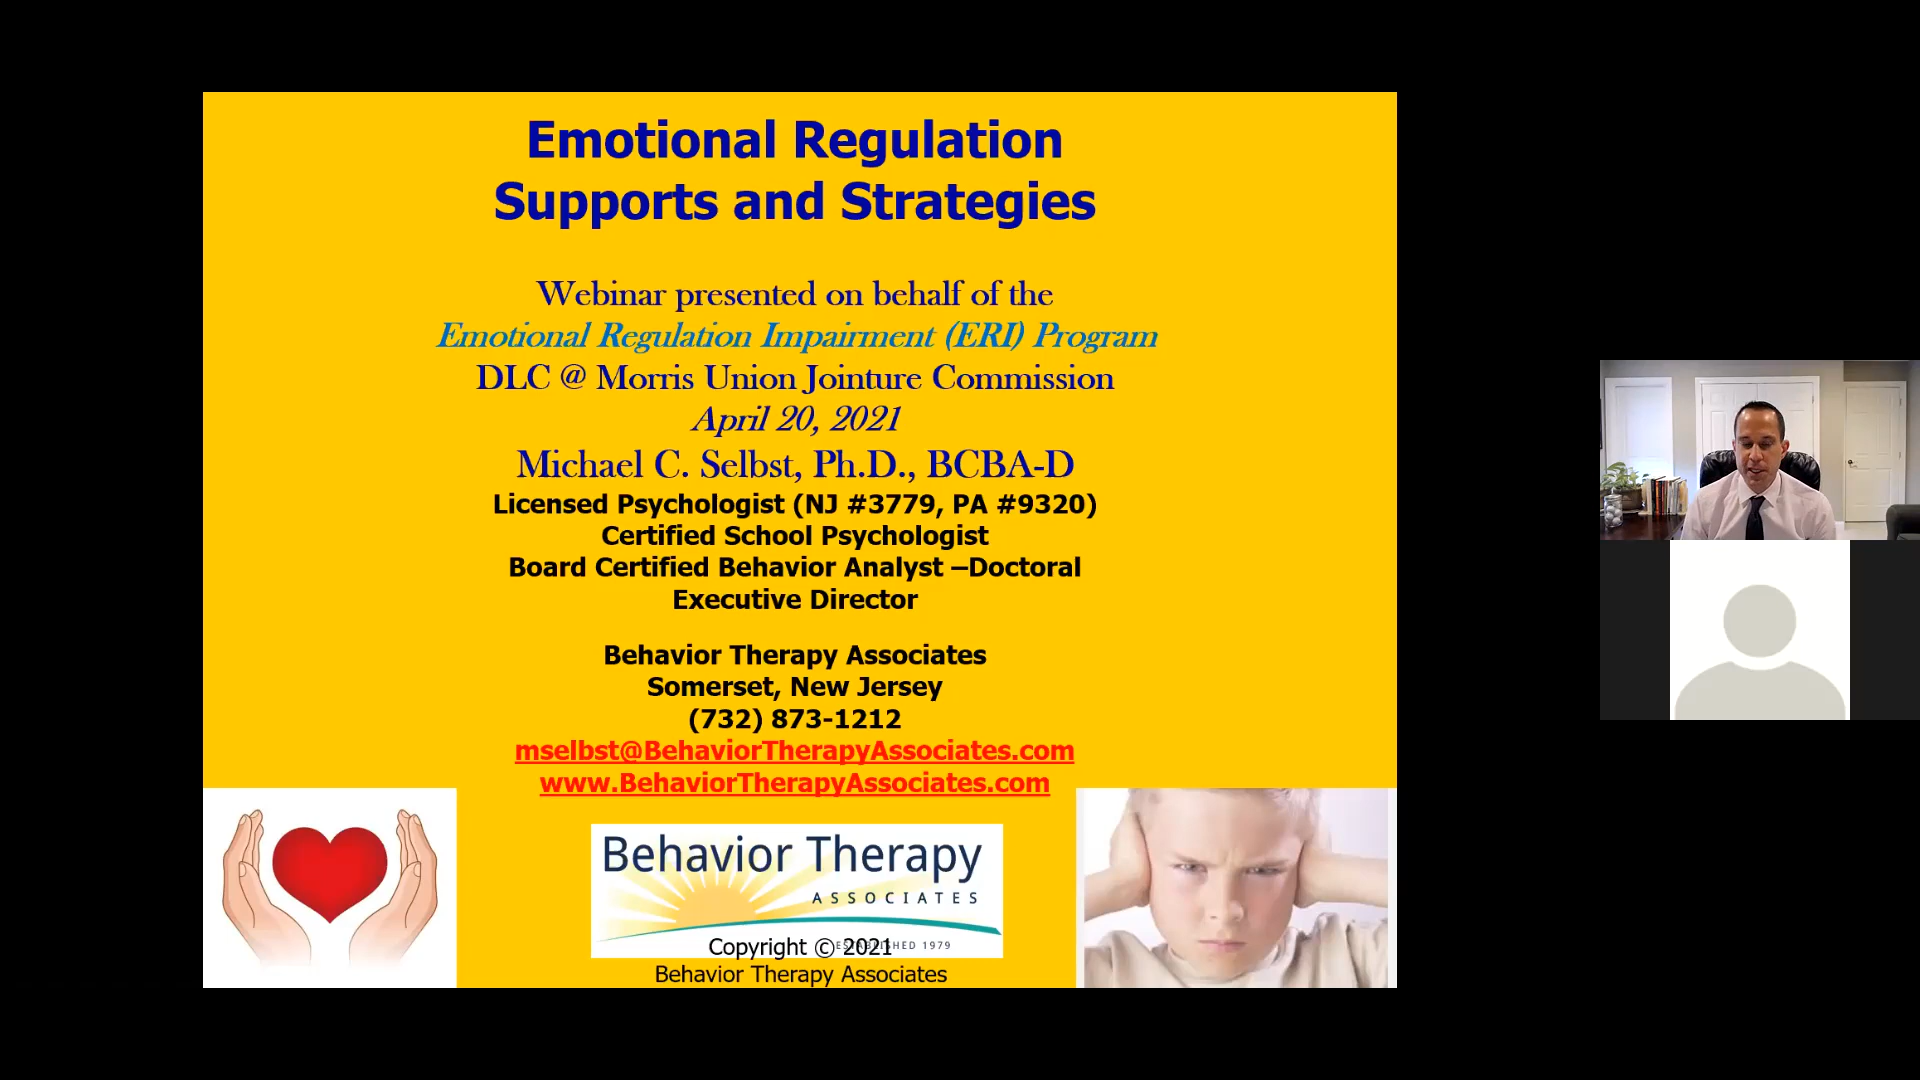 Emotional Regulation
Supports and Strategies
Webinar presented on behalf of the
Emotional Regulation Impairment (ERI) Program
DLC @ Morris Union Jointure Commission
April 20, 2021
Michael C. Selbst, Ph.D., BCBA-D
Licensed Psychologist (NJ #3779, PA #9320)
Certified School Psychologist
Board Certified Behavior Analyst –Doctoral
Executive Director
Behavior Therapy Associates
Somerset, New Jersey
(732) 873-1212
mselbst@BehaviorTherapyAssociates.com
www.BehaviorTherapyAssociates.com
Behavior Therapy
ASSOCIATES
ESTABLISHED 1979
Copyright © 2021
Behavior Therapy Associates